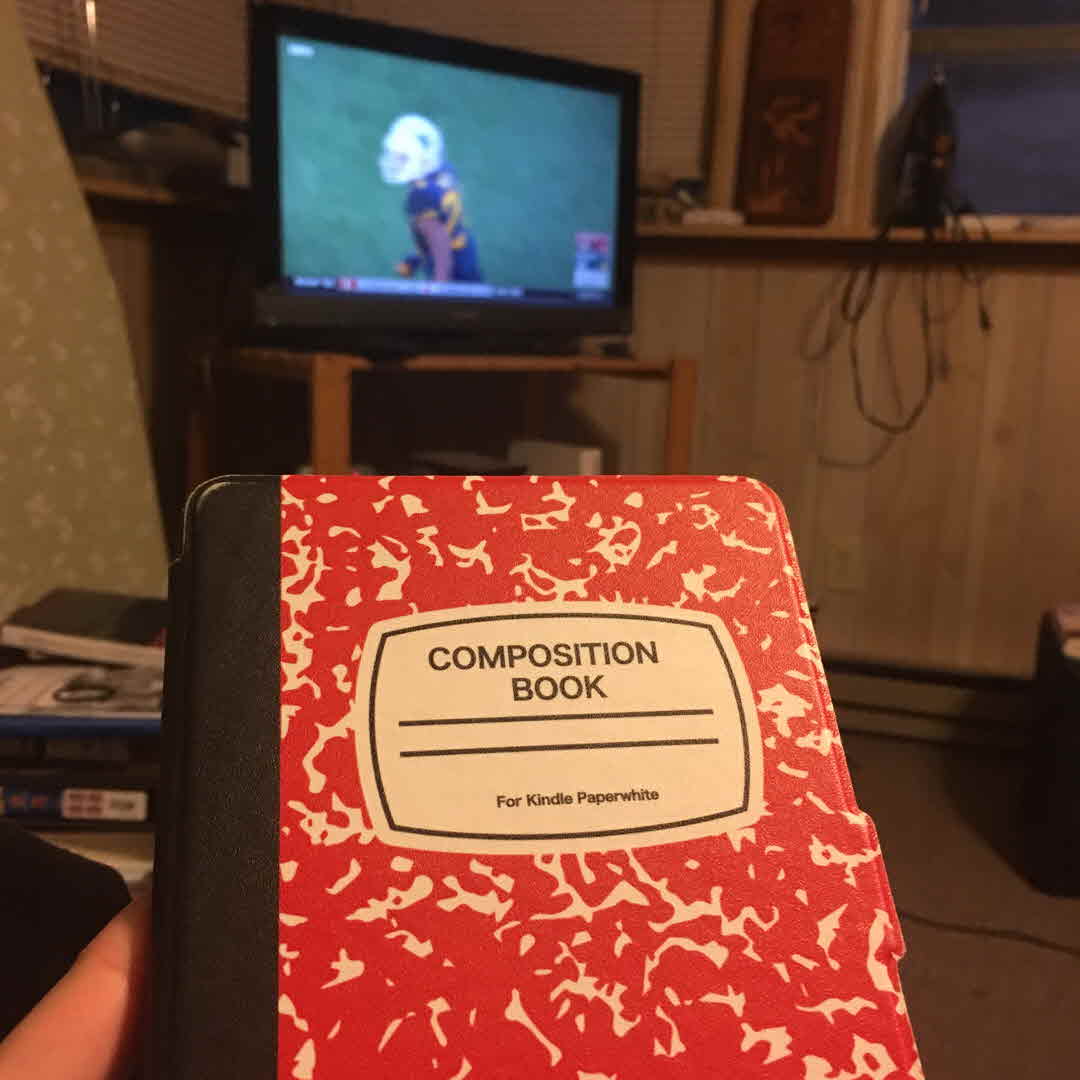 COMPOSITION
BOOK
For Kindle Paperwhite